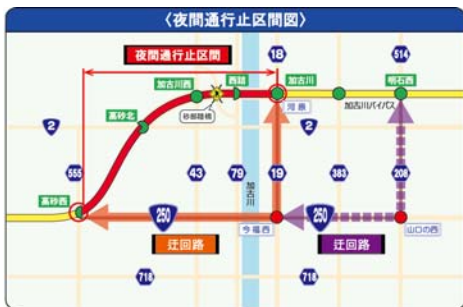 〈夜間通行止区間図〉
夜間通行止区間
18
514
加古川西
西詰
加古川
明石西
砂部陸橋
河原
加古川バイパス
高砂北
2
2
555
43
79
加古川
19
383
208
高砂西
250
250
今福西
山口の西
迂回路
迂回路
718
718